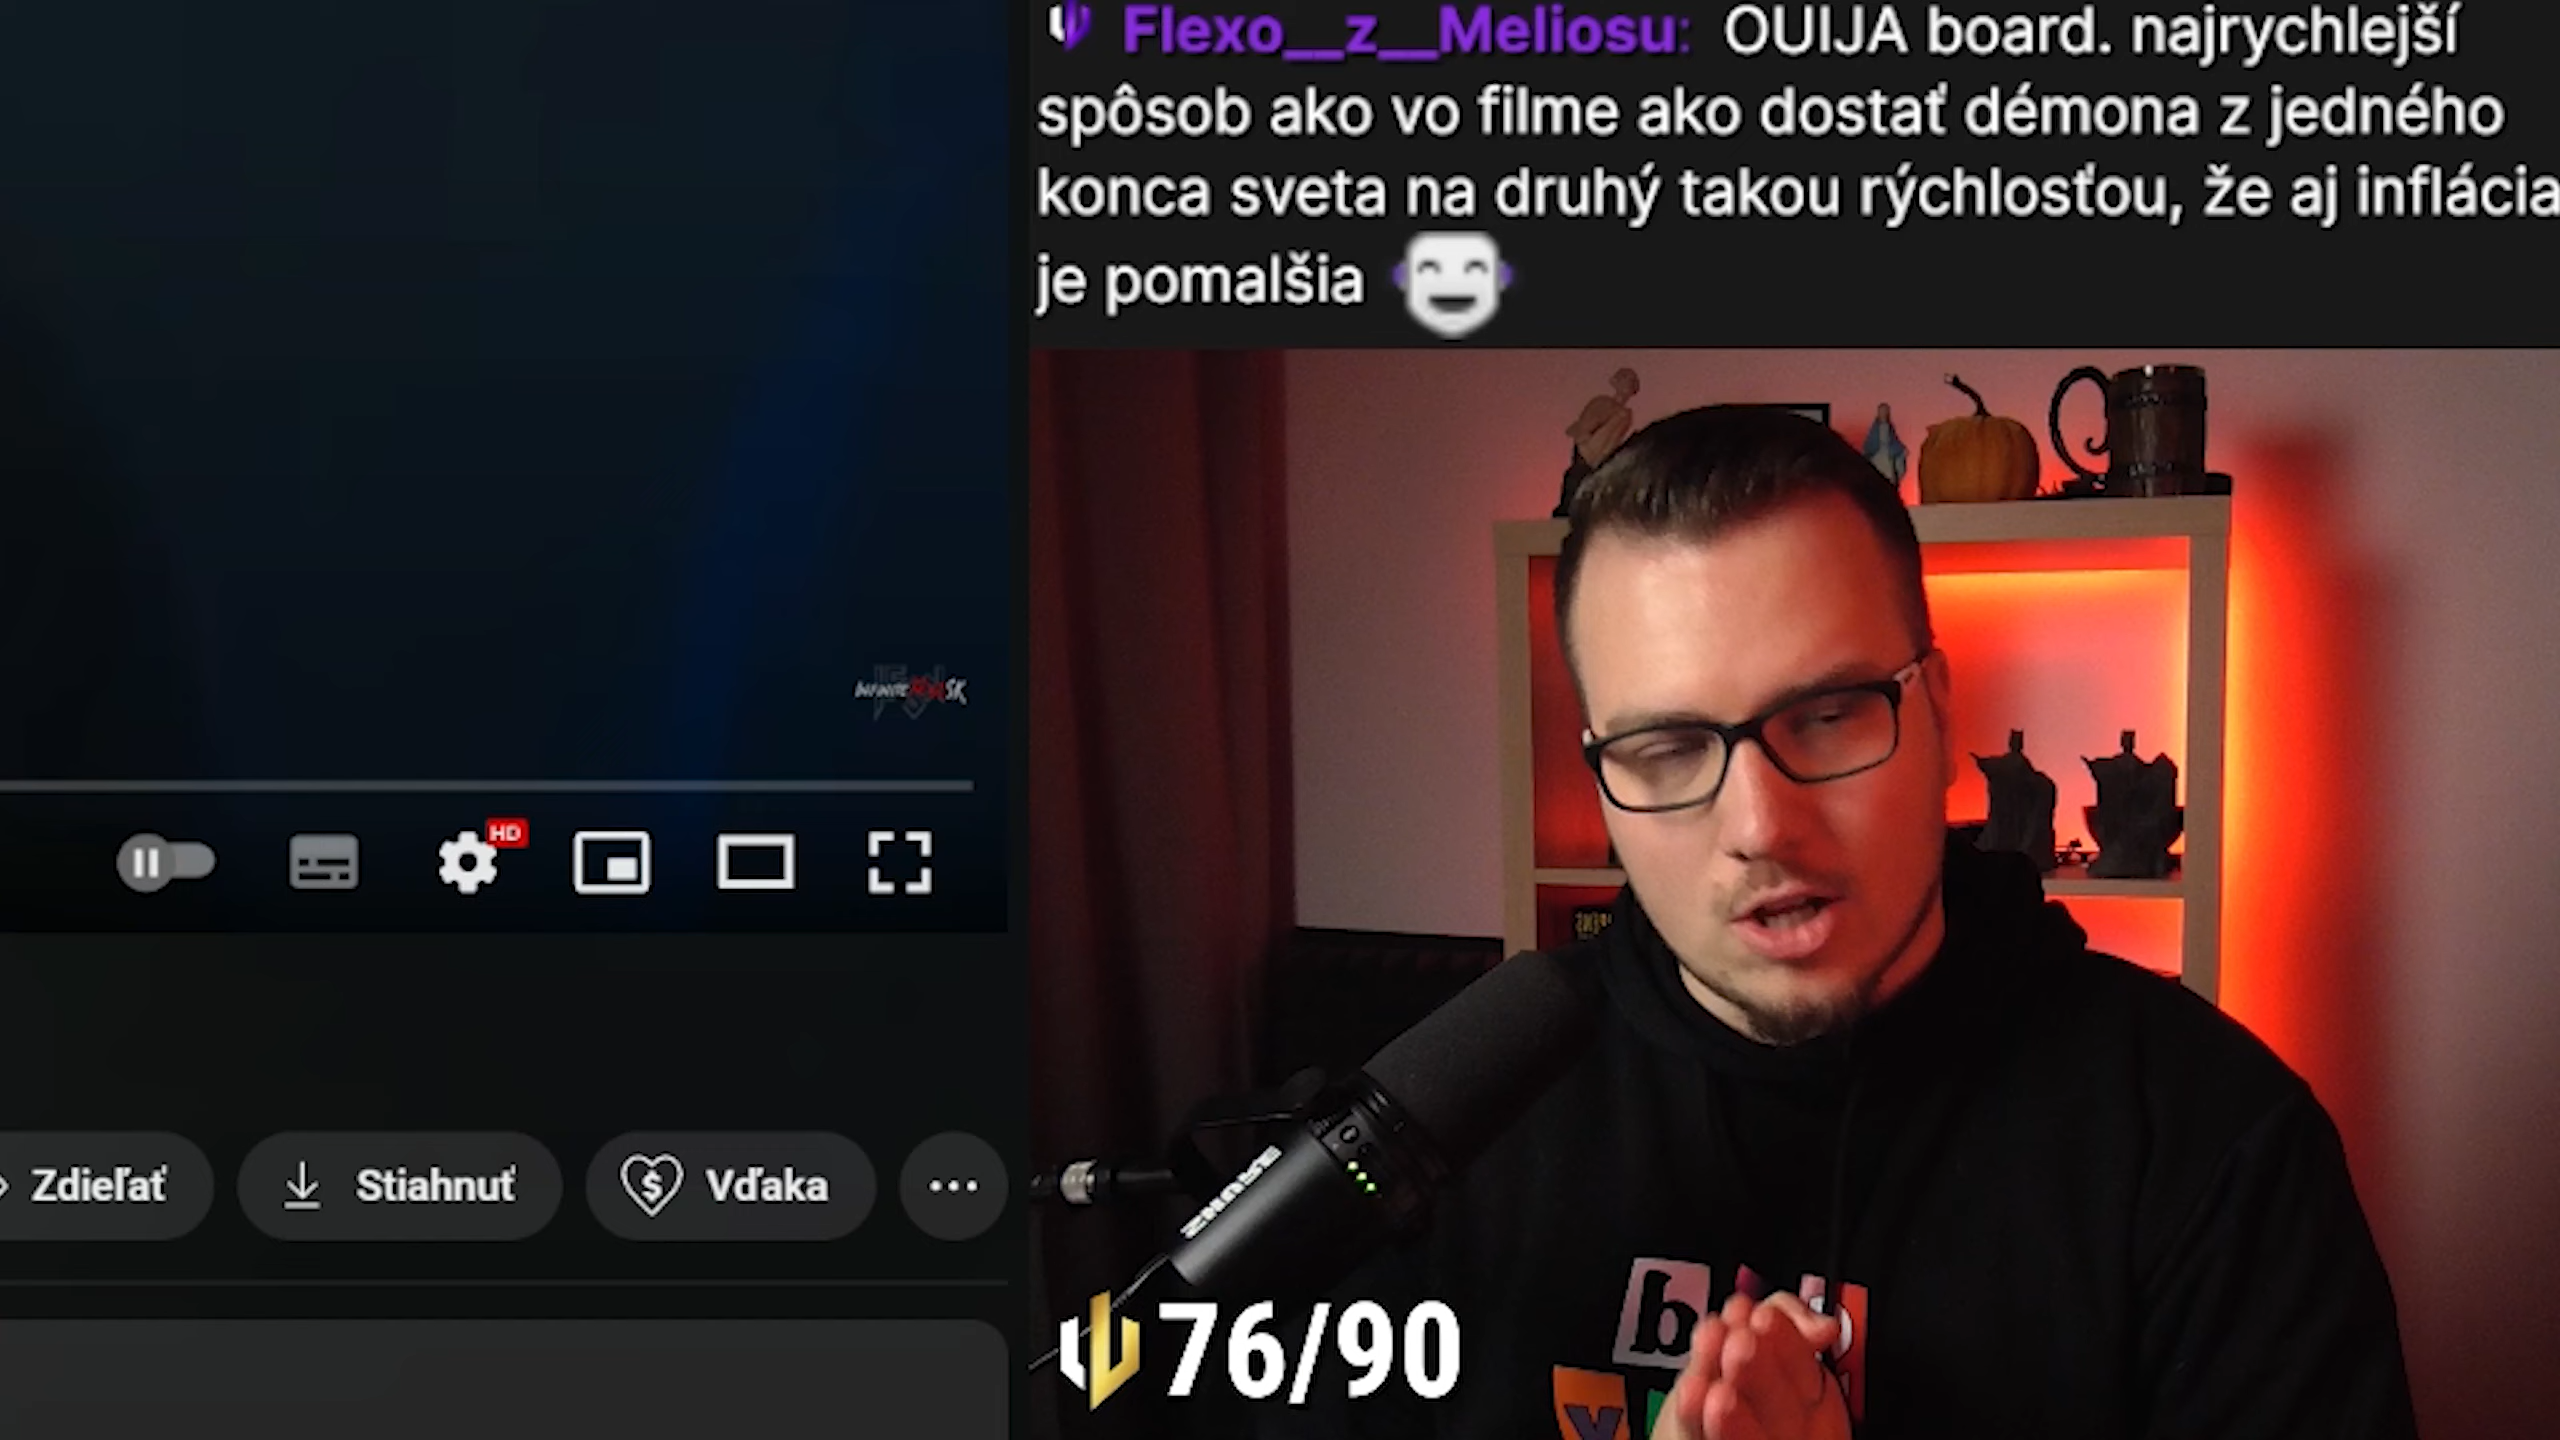 Flexo__z__Meliosu: OUIJA board. najrychlejší
spôsob ako vo filme ako dostať démona z jedného
konca sveta na druhý takou rýchlosťou, že aj inflácia
je pomalšia
HD
Zdieľať
Stiahnuť
Vďaka
76/90
b